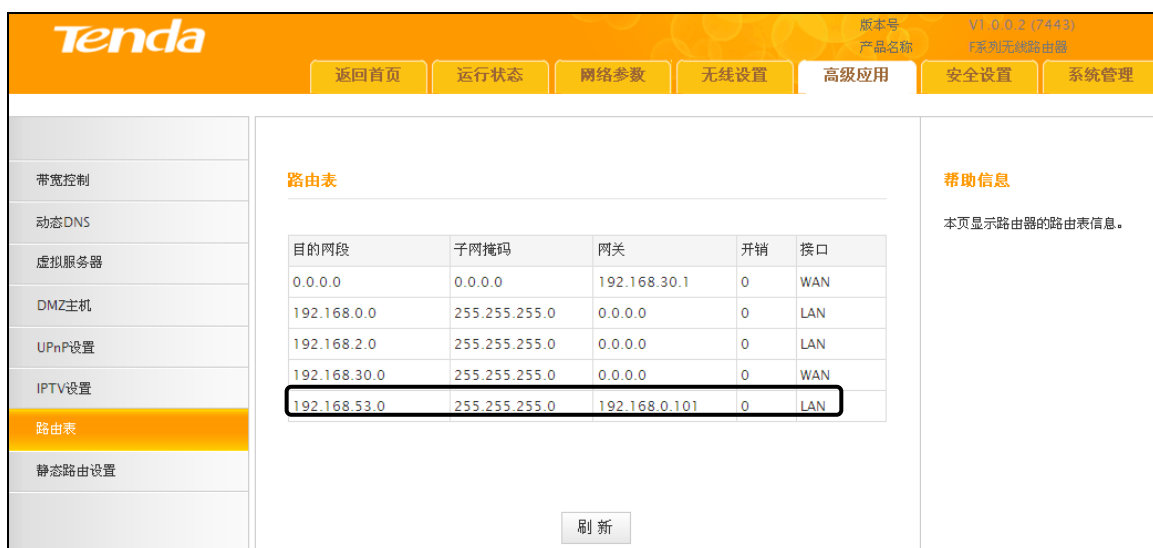 Tenda
版本号 V1.0.0.2 (7443)
产品名称 F系列无线路由器
返回首页 运行状态 网络参数 无线设置 高级应用 安全设置 系统管理
带宽控制
动态DNS
虚拟服务器
DMZ主机
UPnP设置
IPTV设置
路由表
静态路由设置
路由表
目的网段 子网掩码 网关 开销 接口
0.0.0.0 0.0.0.0 192.168.30.1 0 WAN
192.168.0.0 255.255.255.0 0.0.0.0 0 LAN
192.168.2.0 255.255.255.0 0.0.0.0 0 LAN
192.168.30.0 255.255.255.0 0.0.0.0 0 WAN
192.168.53.0 255.255.255.0 192.168.0.101 0 LAN
刷 新
帮助信息
本页显示路由器的路由表信息。